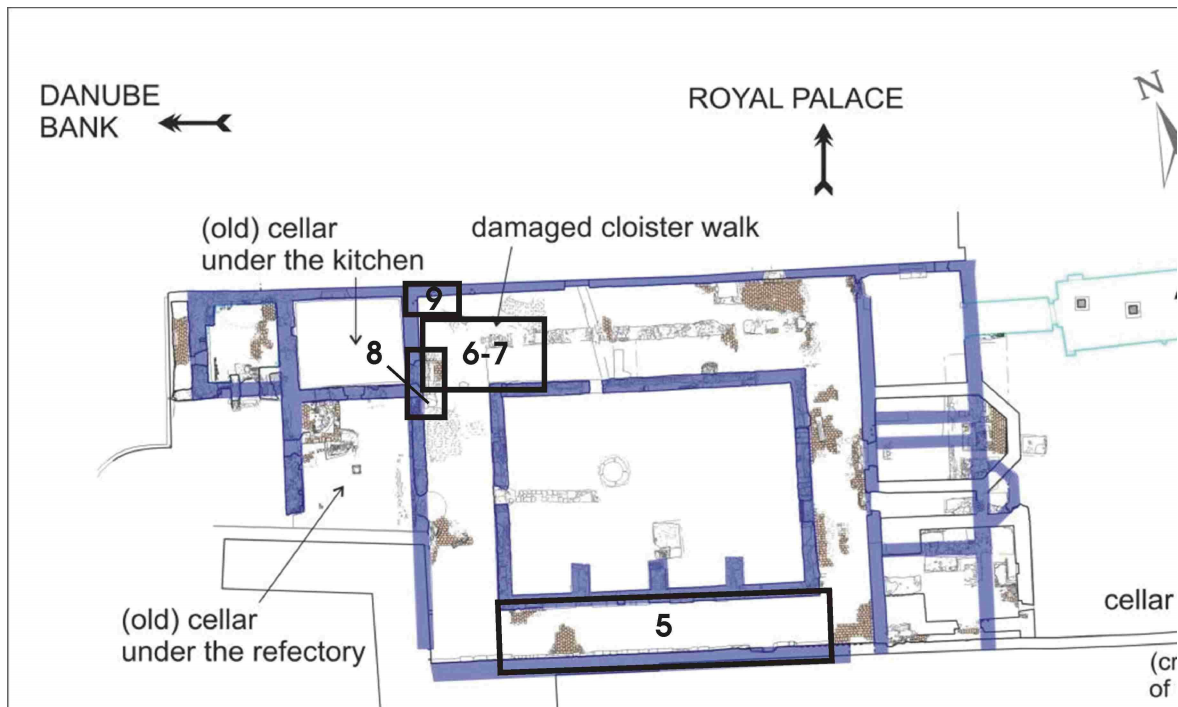 DANUBE
BANK
ROYAL PALACE
N
(old) cellar
under the kitchen
damaged cloister walk
9
8
6-7
5
(old) cellar
under the refectory
cellar
(cr
of